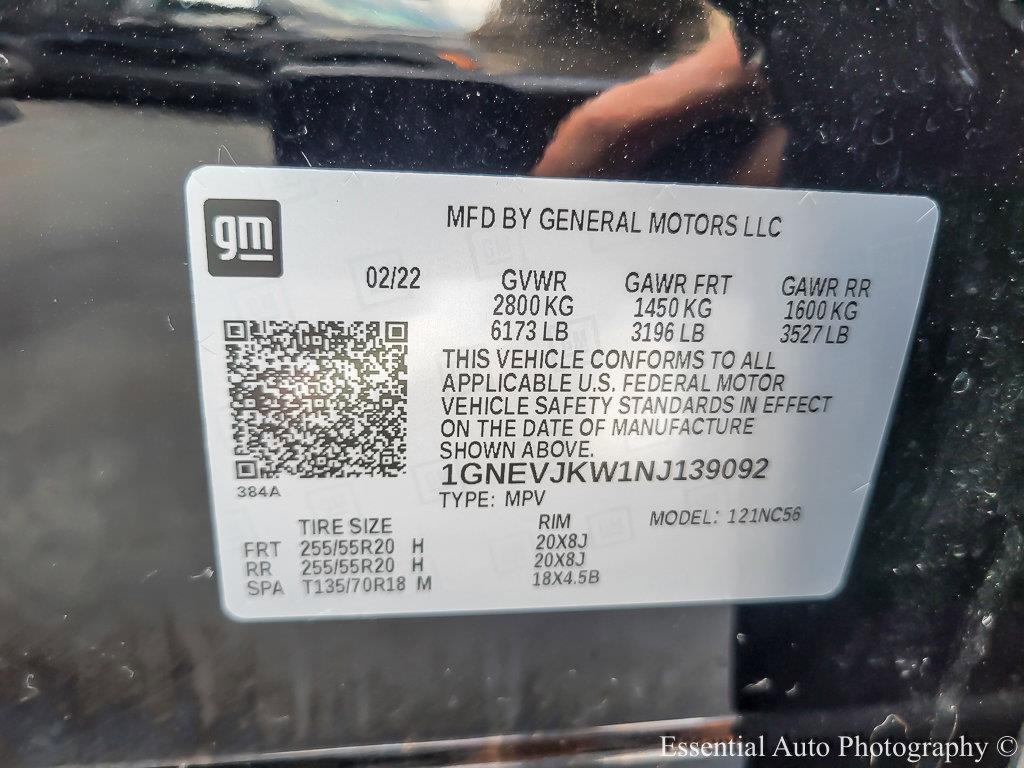 gm
MFD BY GENERAL MOTORS LLC
02/22 GVWR GAWR FRT GAWR RR
2800 KG 1450 KG 1600 KG
6173 LB 3196 LB 3527 LB
THIS VEHICLE CONFORMS TO ALL
APPLICABLE U.S. FEDERAL MOTOR
VEHICLE SAFETY STANDARDS IN EFFECT
ON THE DATE OF MANUFACTURE
SHOWN ABOVE.
1GNEVJKW1NJ139092
384A
TYPE: MPV
MODEL: 121NC56
TIRE SIZE RIM
FRT 255/55R20 H 20X8J
RR 255/55R20 H 20X8J
SPA T135/70R18 M 18X4.5B
Essential Auto Photography ©